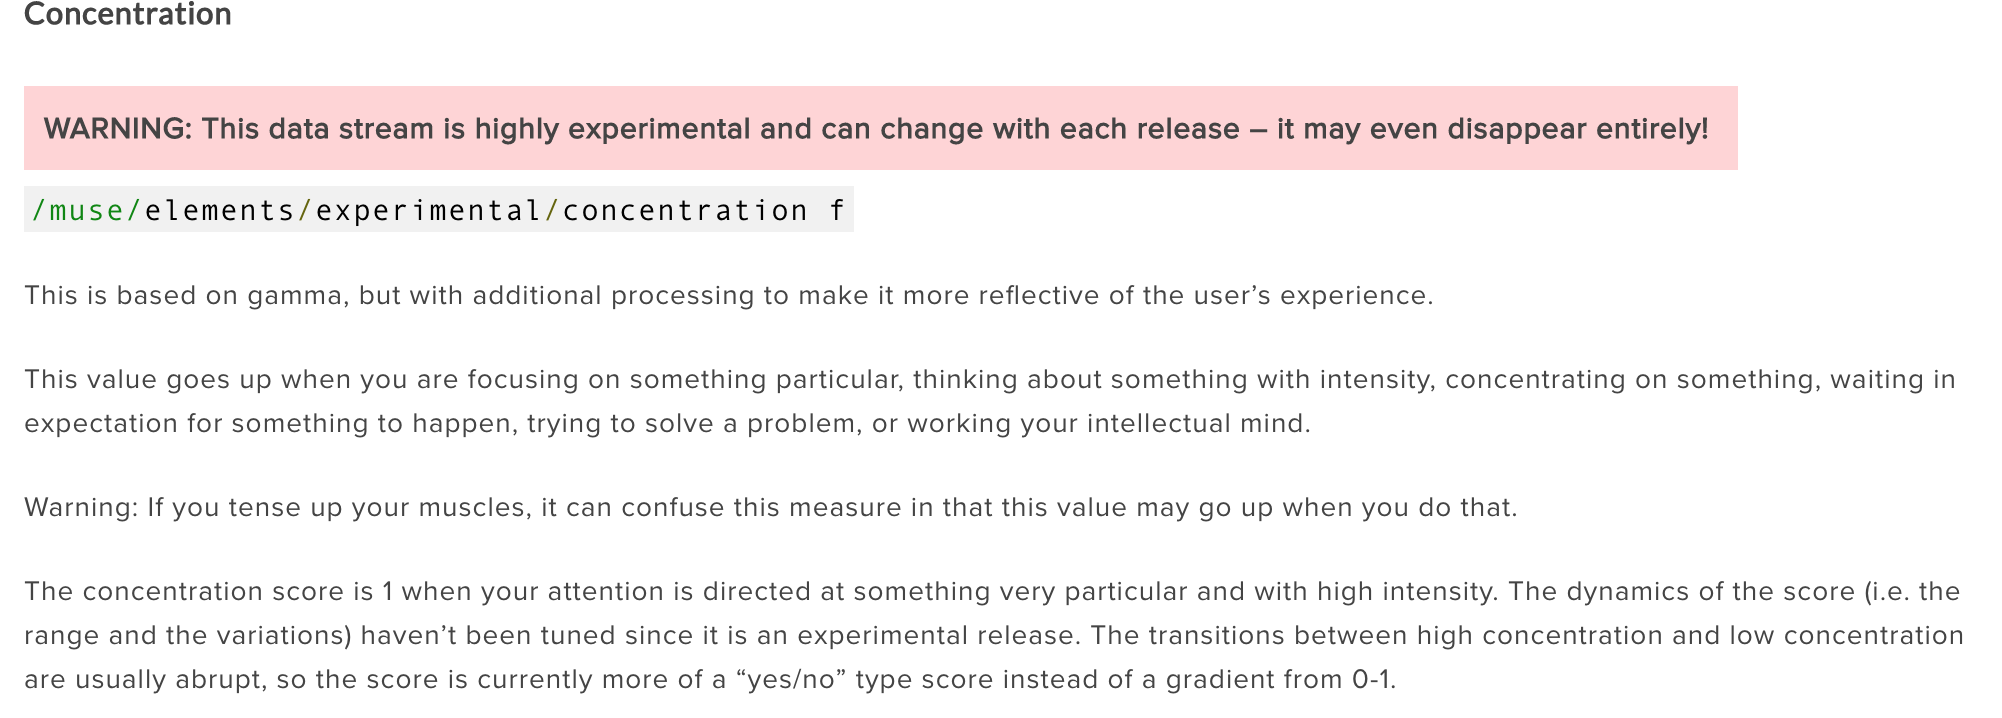 Concentration
WARNING: This data stream is highly experimental and can change with each release – it may even disappear entirely!
/muse/elements/experimental/concentration f
This is based on gamma, but with additional processing to make it more reflective of the user’s experience.
This value goes up when you are focusing on something particular, thinking about something with intensity, concentrating on something, waiting in
expectation for something to happen, trying to solve a problem, or working your intellectual mind.
Warning: If you tense up your muscles, it can confuse this measure in that this value may go up when you do that.
The concentration score is 1 when your attention is directed at something very particular and with high intensity. The dynamics of the score (i.e. the
range and the variations) haven’t been tuned since it is an experimental release. The transitions between high concentration and low concentration
are usually abrupt, so the score is currently more of a “yes/no” type score instead of a gradient from 0-1.